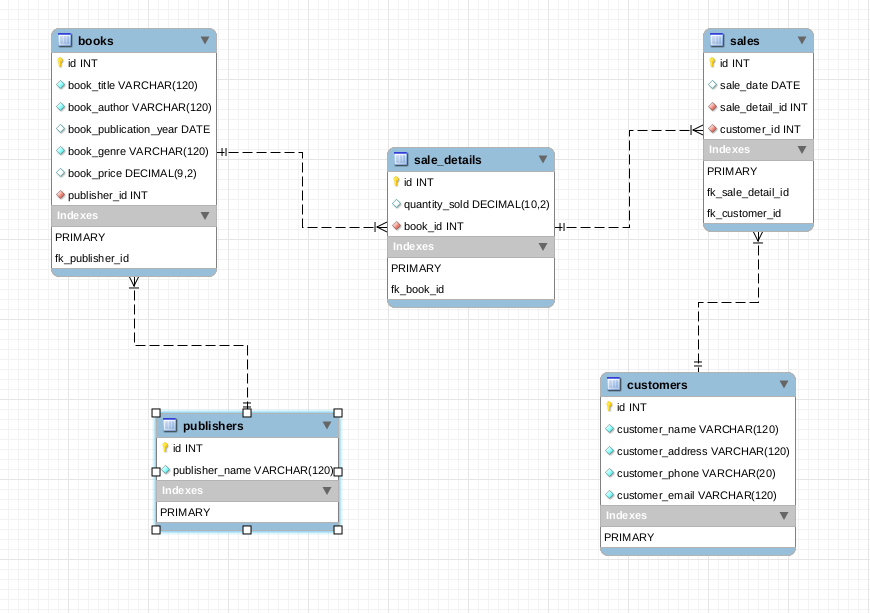 books
id INT
book_title VARCHAR(120)
book_author VARCHAR(120)
book_publication_year DATE
book_genre VARCHAR(120)
book_price DECIMAL(9,2)
publisher_id INT
Indexes
PRIMARY
fk_publisher_id
sale_details
id INT
quantity_sold DECIMAL(10,2)
book_id INT
Indexes
PRIMARY
fk_book_id
sales
id INT
sale_date DATE
sale_detail_id INT
customer_id INT
Indexes
PRIMARY
fk_sale_detail_id
fk_customer_id
publishers
id INT
publisher_name VARCHAR(120)
Indexes
PRIMARY
customers
id INT
customer_name VARCHAR(120)
customer_address VARCHAR(120)
customer_phone VARCHAR(20)
customer_email VARCHAR(120)
Indexes
PRIMARY